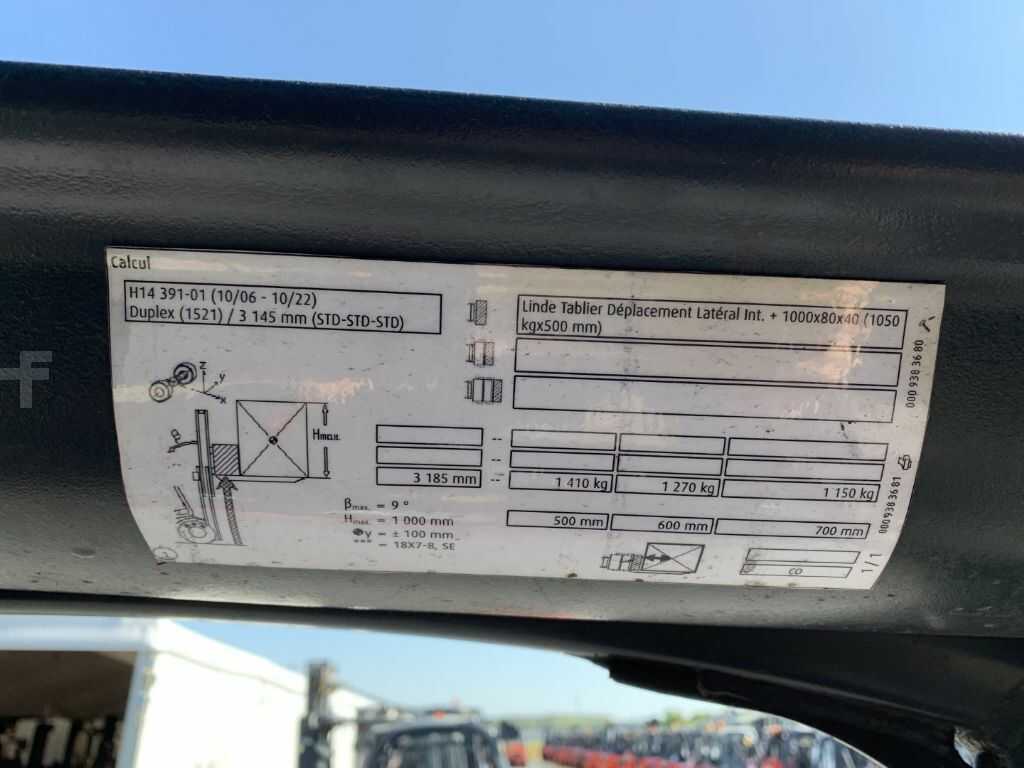 Calcul
H14 391-01 (10/06 - 10/22)
Duplex (1521) / 3 145 mm (STD-STD-STD)
Linde Tablier Déplacement Latéral Int. + 1000x80x40 (1050
kgx500 mm)
000 938 36 80
z
y
x
Hmax.
3 185 mm -- 1 410 kg 1 270 kg 1 150 kg
000 938 36 81
500 mm 600 mm 700 mm
βmax. = 9 °
Hmax. = 1 000 mm
y = ± 100 mm
*** = 18X7-8, SE
CO
1/1
F